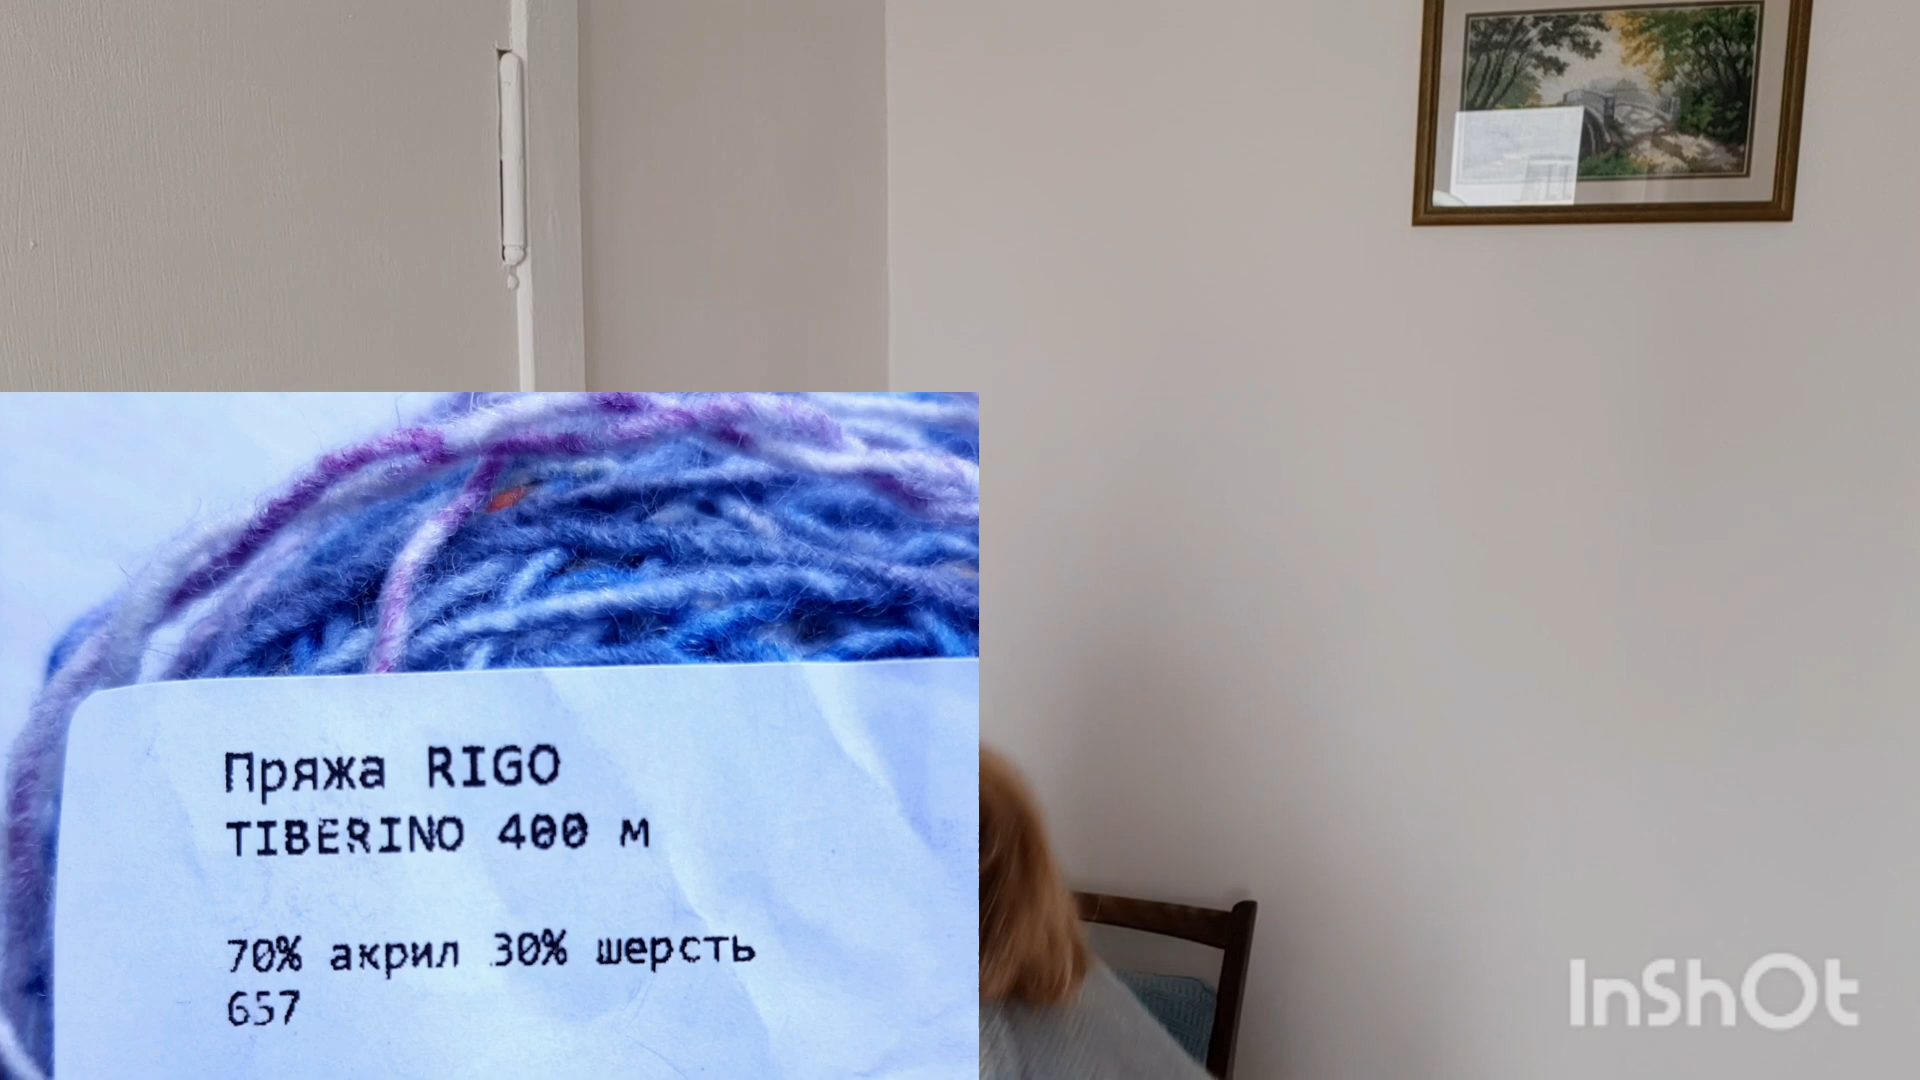 Пряжа RIGO
TIBERINO 400 м
70% акрил 30% шерсть
657
InShOt